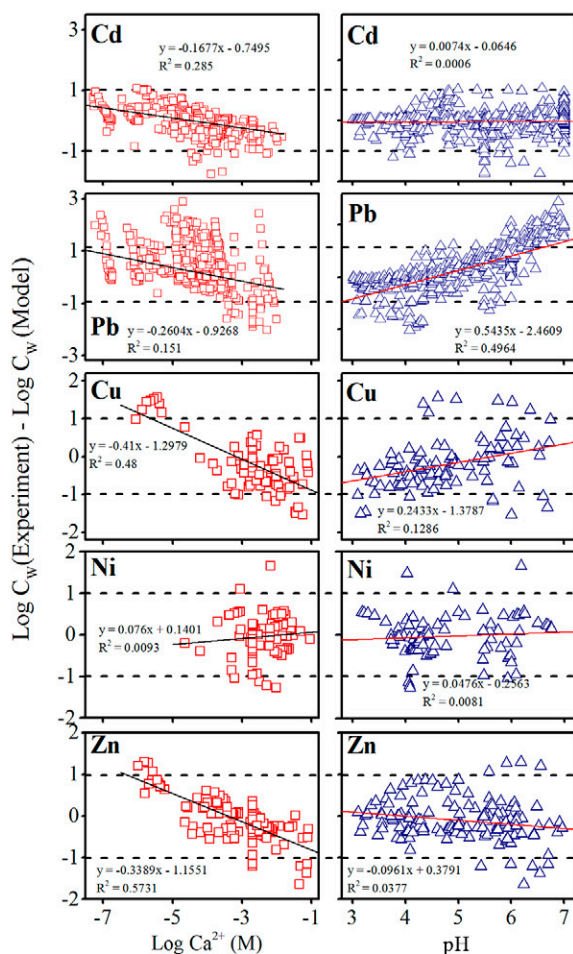 Log C_W (Experiment) - Log C_W (Model)
3
1
-1
Cd
y = -0.1677x - 0.7495
R² = 0.285
Cd
y = 0.0074x - 0.0646
R² = 0.0006
3
1
-1
-3
Pb
y = -0.2604x - 0.9268
R² = 0.151
Pb
y = 0.5435x - 2.4609
R² = 0.4964
2
1
0
-1
-2
Cu
y = -0.41x - 1.2979
R² = 0.48
Cu
y = 0.2433x - 1.3787
R² = 0.1286
2
1
0
-1
-2
Ni
y = 0.076x + 0.1401
R² = 0.0093
Ni
y = 0.0476x - 0.2563
R² = 0.0081
2
1
0
-1
-2
Zn
y = -0.3389x - 1.1551
R² = 0.5731
Zn
y = -0.0961x + 0.3791
R² = 0.0377
-7 -5 -3 -1
3 4 5 6 7
Log Ca²⁺ (M)
pH